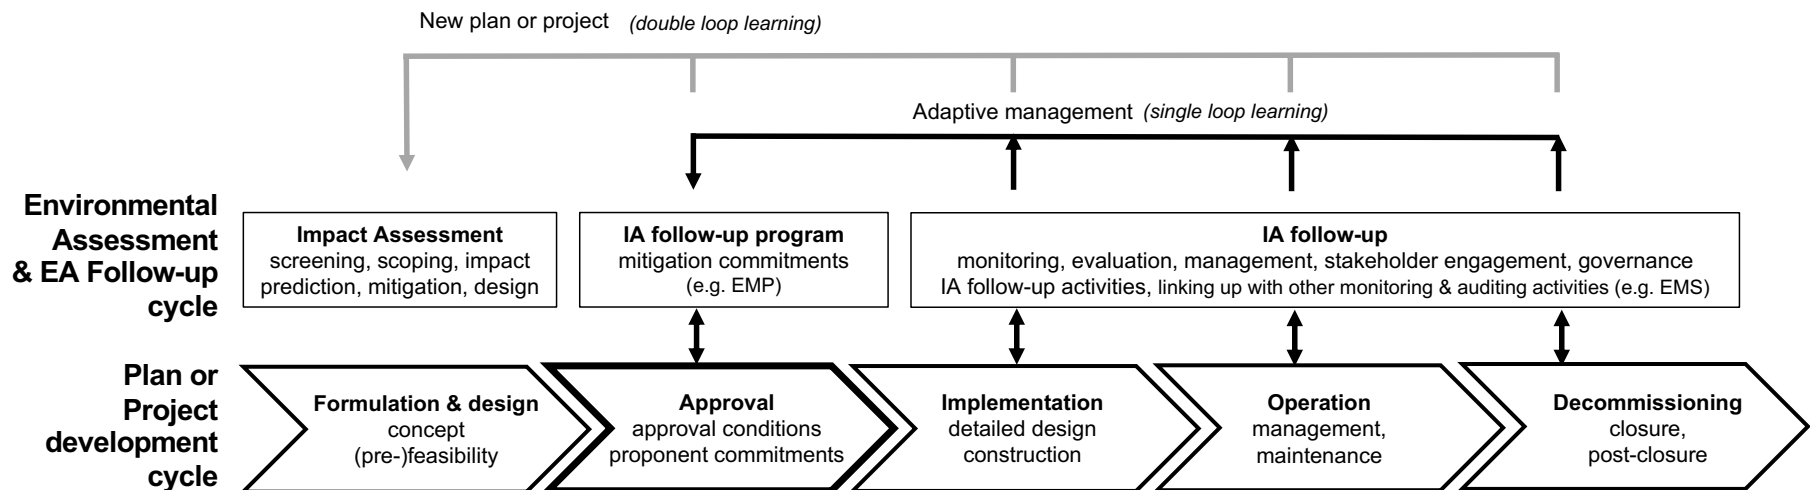 New plan or project (double loop learning)
Adaptive management (single loop learning)
Environmental
Assessment
& EA Follow-up
cycle
Impact Assessment
screening, scoping, impact
prediction, mitigation, design
IA follow-up program
mitigation commitments
(e.g. EMP)
IA follow-up
monitoring, evaluation, management, stakeholder engagement, governance
IA follow-up activities, linking up with other monitoring & auditing activities (e.g. EMS)
Plan or
Project
development
cycle
Formulation & design
concept
(pre-)feasibility
Approval
approval conditions
proponent commitments
Implementation
detailed design
construction
Operation
management,
maintenance
Decommissioning
closure,
post-closure